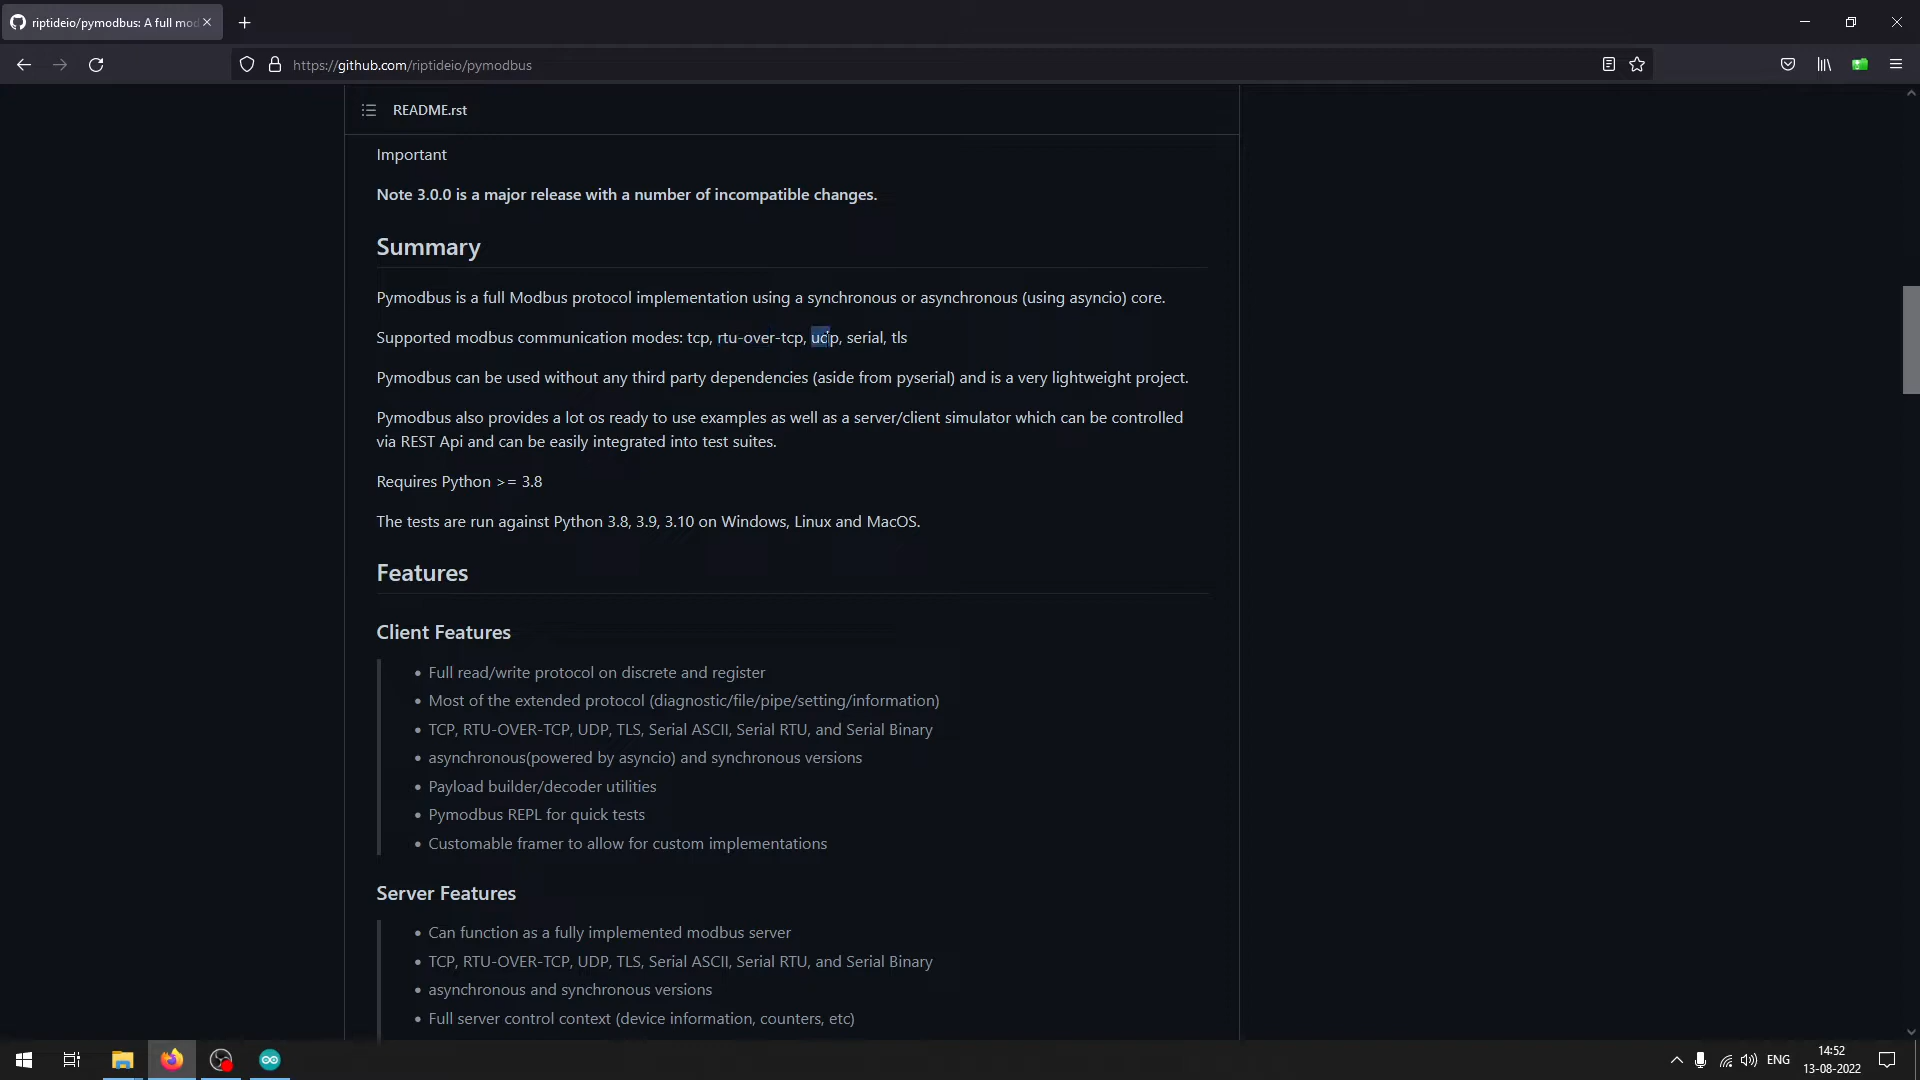 riptideio/pymodbus: A full mod
https://github.com/riptideio/pymodbus
README.rst
Important
Note 3.0.0 is a major release with a number of incompatible changes.
Summary
Pymodbus is a full Modbus protocol implementation using a synchronous or asynchronous (using asyncio) core.
Supported modbus communication modes: tcp, rtu-over-tcp, udp, serial, tls
Pymodbus can be used without any third party dependencies (aside from pyserial) and is a very lightweight project.
Pymodbus also provides a lot os ready to use examples as well as a server/client simulator which can be controlled
via REST Api and can be easily integrated into test suites.
Requires Python >= 3.8
The tests are run against Python 3.8, 3.9, 3.10 on Windows, Linux and MacOS.
Features
Client Features
• Full read/write protocol on discrete and register
• Most of the extended protocol (diagnostic/file/pipe/setting/information)
• TCP, RTU-OVER-TCP, UDP, TLS, Serial ASCII, Serial RTU, and Serial Binary
• asynchronous(powered by asyncio) and synchronous versions
• Payload builder/decoder utilities
• Pymodbus REPL for quick tests
• Customable framer to allow for custom implementations
Server Features
• Can function as a fully implemented modbus server
• TCP, RTU-OVER-TCP, UDP, TLS, Serial ASCII, Serial RTU, and Serial Binary
• asynchronous and synchronous versions
• Full server control context (device information, counters, etc)
ENG
14:52
13-08-2022